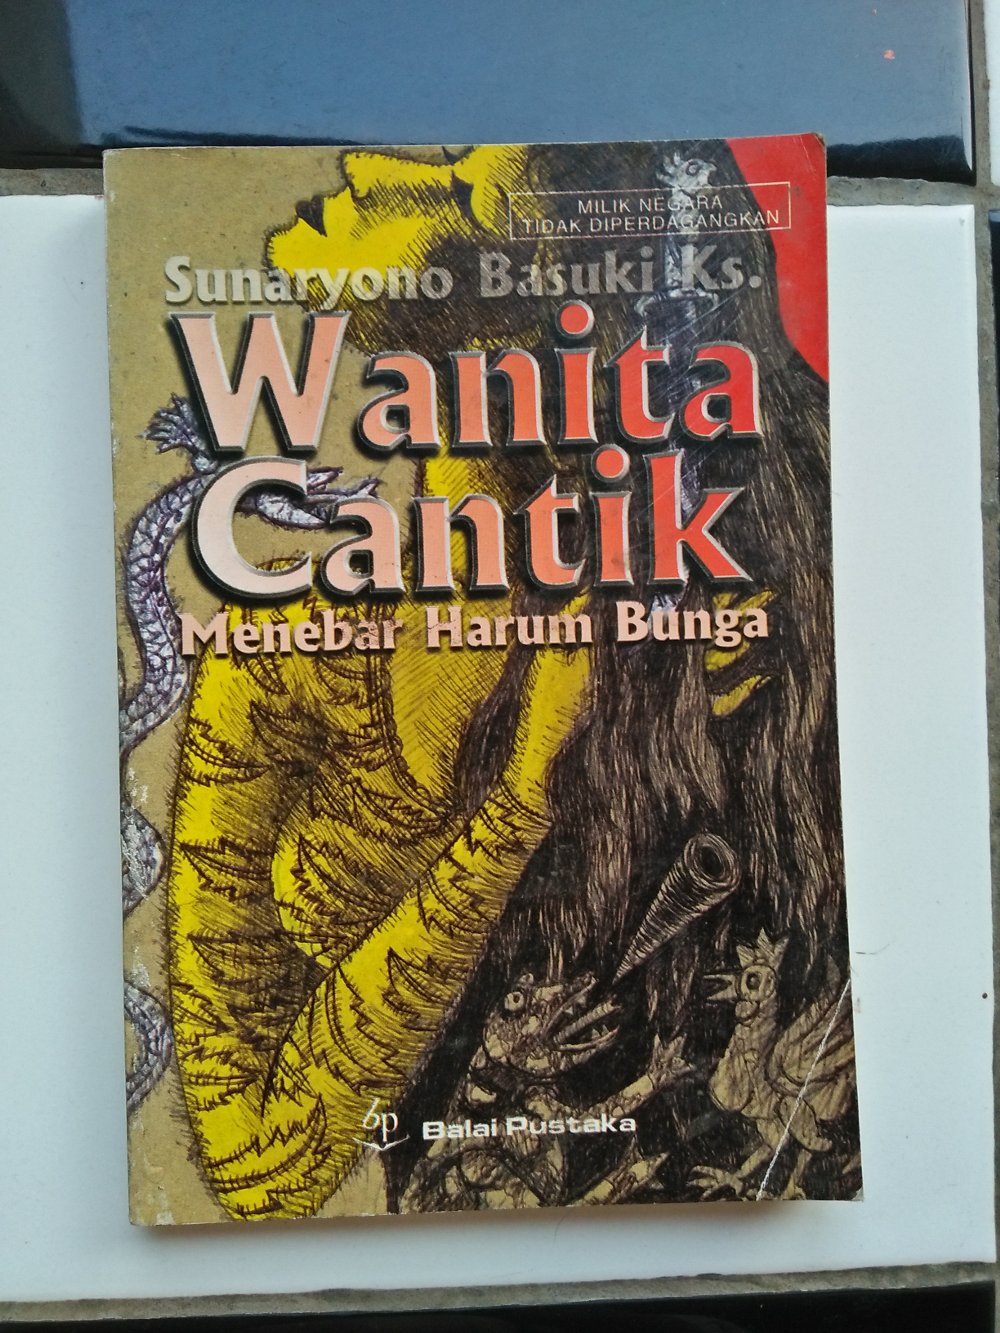 MILIK NEGARA
TIDAK DIPERDAGANGKAN
Sunaryono Basuki Ks.
Wanita
Cantik
Menebar Harum Bunga
bp Balai Pustaka